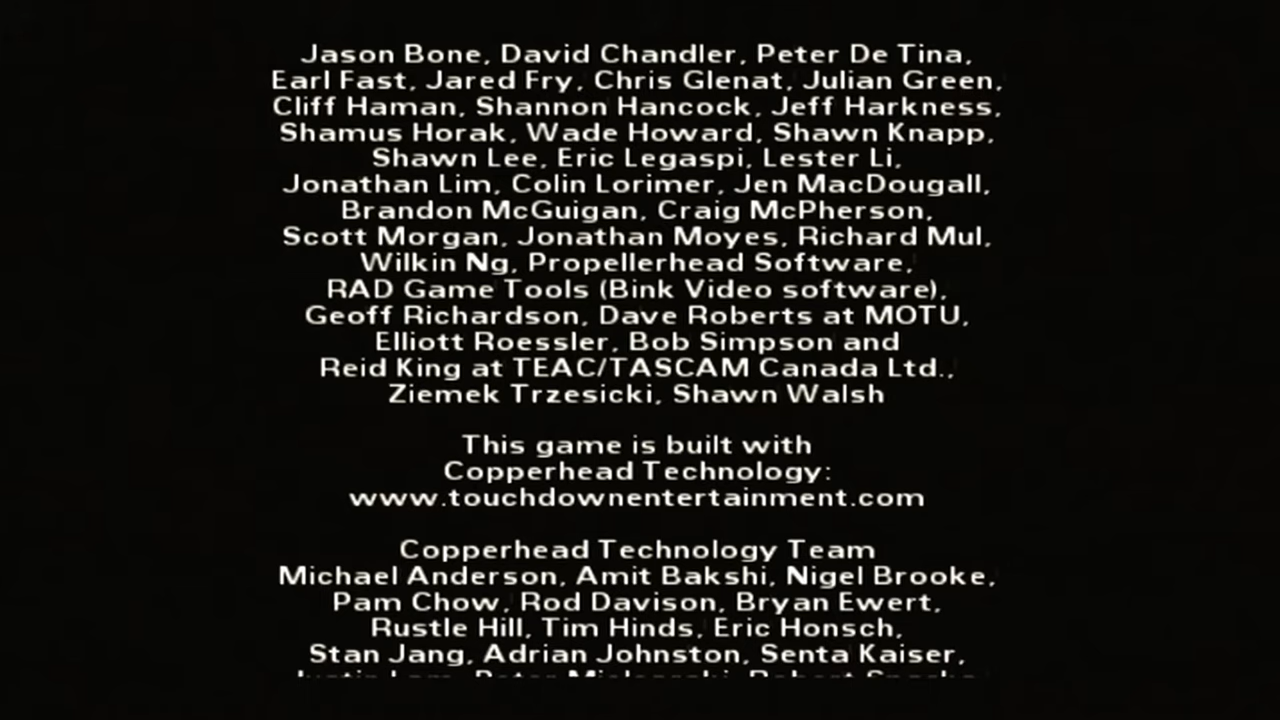 Jason Bone, David Chandler, Peter De Tina,
Earl Fast, Jared Fry, Chris Glenat, Julian Green,
Cliff Haman, Shannon Hancock, Jeff Harkness,
Shamus Horak, Wade Howard, Shawn Knapp,
Shawn Lee, Eric Legaspi, Lester Li,
Jonathan Lim, Colin Lorimer, Jen MacDougall,
Brandon McGuigan, Craig McPherson,
Scott Morgan, Jonathan Moyes, Richard Mul,
Wilkin Ng, Propellerhead Software,
RAD Game Tools (Bink Video software),
Geoff Richardson, Dave Roberts at MOTU,
Elliott Roessler, Bob Simpson and
Reid King at TEAC/TASCAM Canada Ltd.,
Ziemek Trzesicki, Shawn Walsh
This game is built with
Copperhead Technology:
www.touchdownentertainment.com
Copperhead Technology Team
Michael Anderson, Amit Bakshi, Nigel Brooke,
Pam Chow, Rod Davison, Bryan Ewert,
Rustle Hill, Tim Hinds, Eric Honsch,
Stan Jang, Adrian Johnston, Senta Kaiser,
Justin Lam, Peter Robert